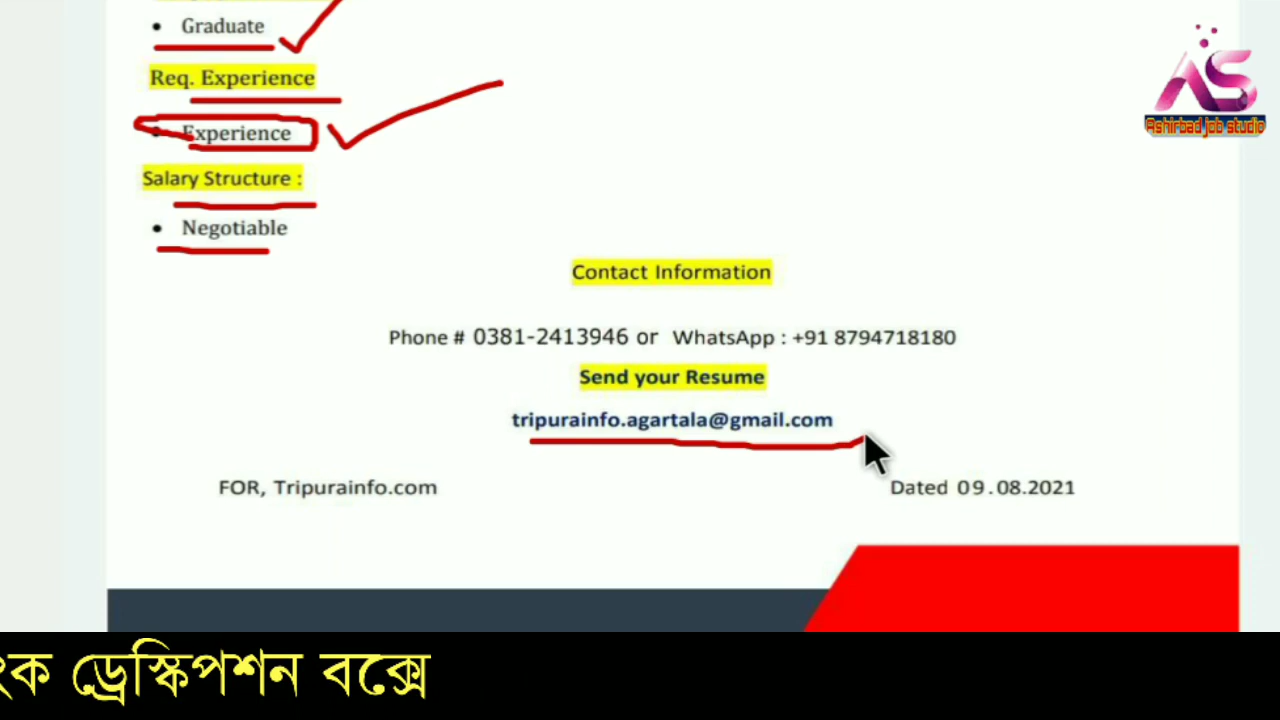 Graduate
Req. Experience
Experience
Salary Structure :
Negotiable
Contact Information
Phone # 0381-2413946 or WhatsApp : +91 8794718180
Send your Resume
tripurainfo.agartala@gmail.com
FOR, Tripurainfo.com
Dated 09.08.2021
AS
Ashirbad job studio
ড্রেস্কিপশন বক্সে